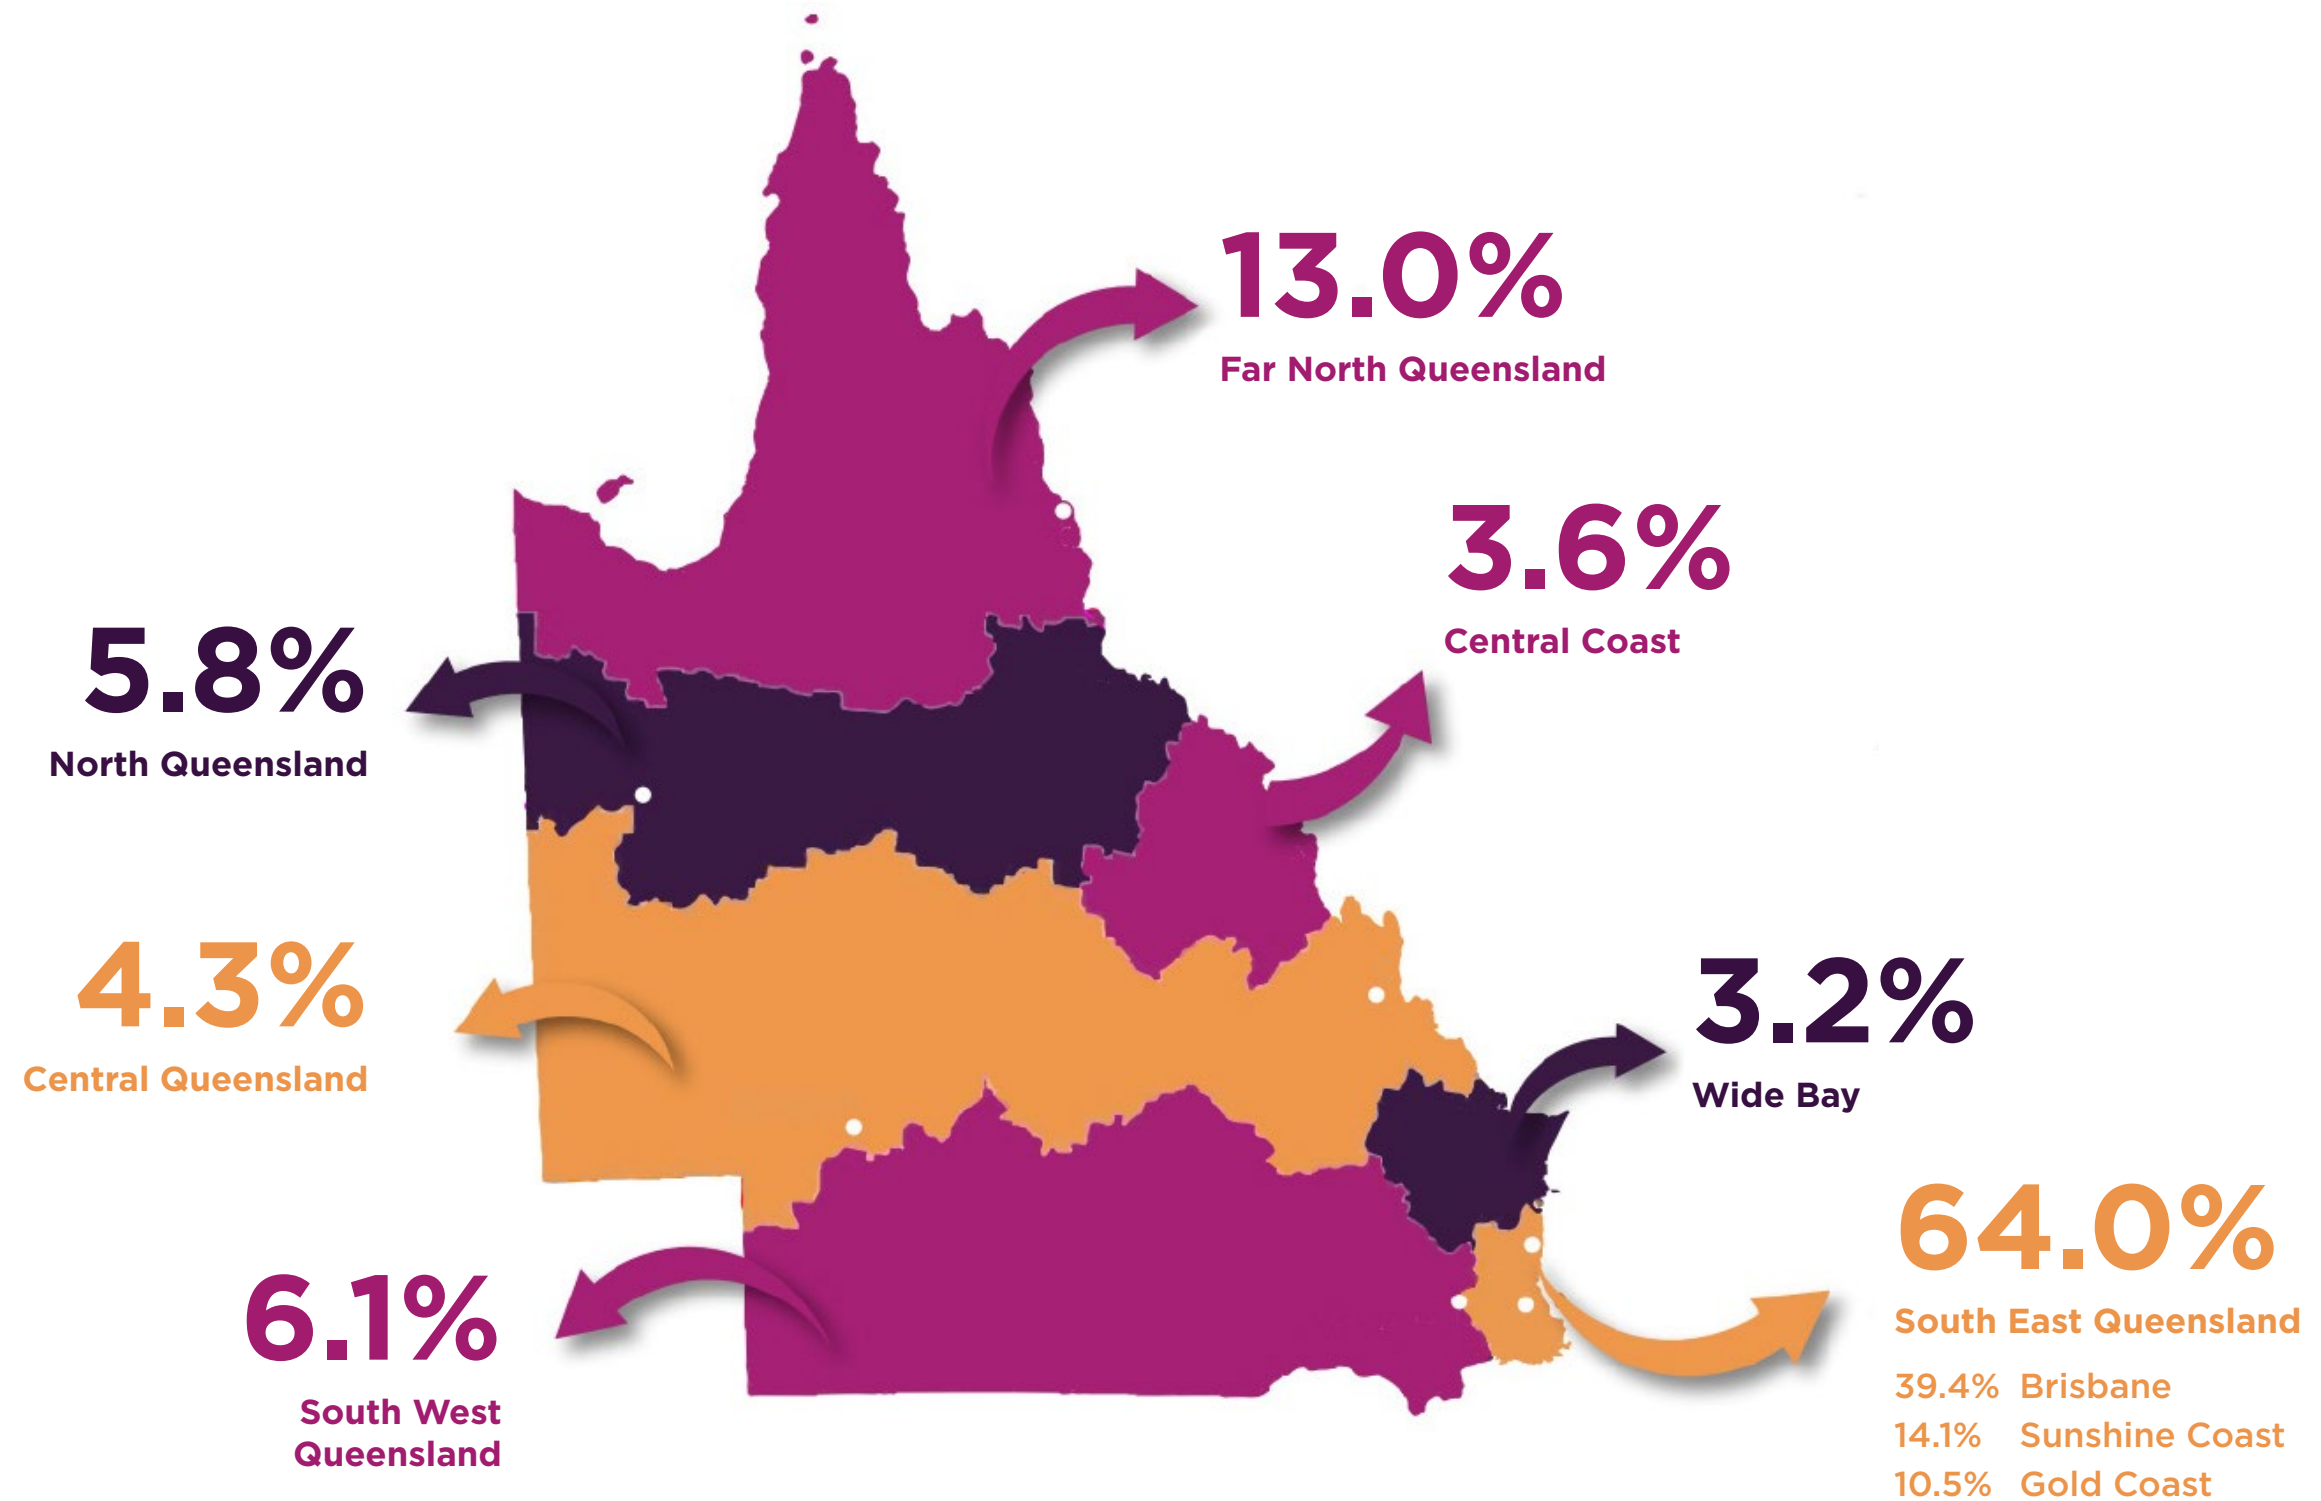 13.0%
Far North Queensland
3.6%
Central Coast
5.8%
North Queensland
4.3%
Central Queensland
3.2%
Wide Bay
6.1%
South West
Queensland
64.0%
South East Queensland
39.4% Brisbane
14.1% Sunshine Coast
10.5% Gold Coast